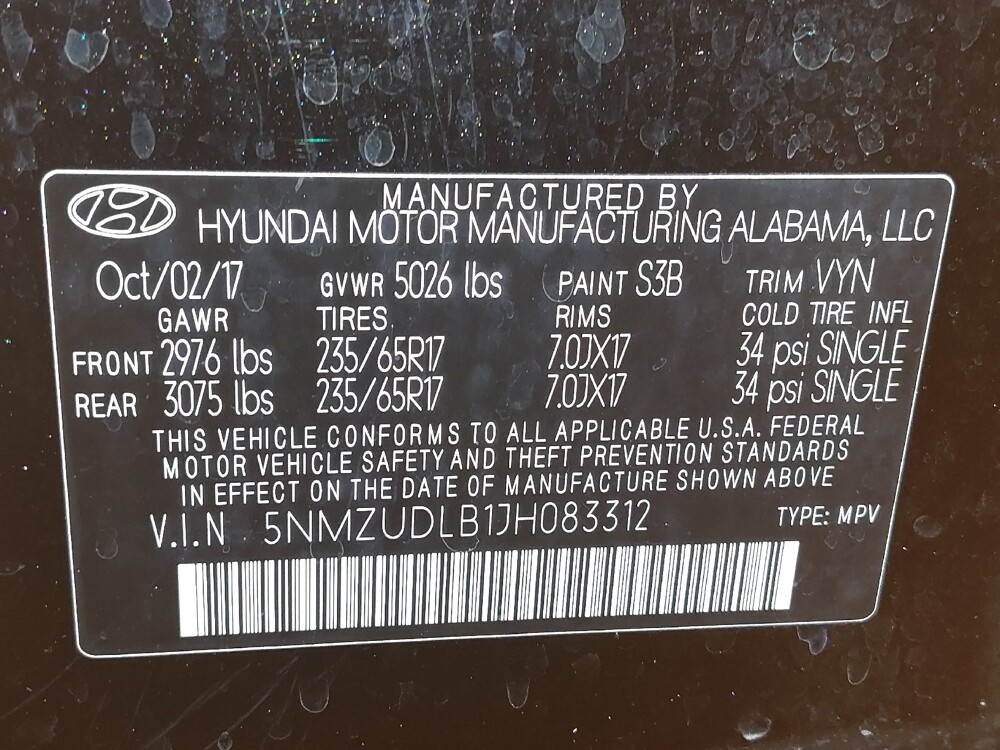 MANUFACTURED BY
HYUNDAI MOTOR MANUFACTURING ALABAMA, LLC
Oct/02/17 GVWR 5026 lbs PAINT S3B TRIM VYN
GAWR TIRES RIMS COLD TIRE INFL
FRONT 2976 lbs 235/65R17 7.0JX17 34 psi SINGLE
REAR 3075 lbs 235/65R17 7.0JX17 34 psi SINGLE
THIS VEHICLE CONFORMS TO ALL APPLICABLE U.S.A. FEDERAL
MOTOR VEHICLE SAFETY AND THEFT PREVENTION STANDARDS
IN EFFECT ON THE DATE OF MANUFACTURE SHOWN ABOVE
V.I.N 5NMZUDLB1JH083312 TYPE: MPV